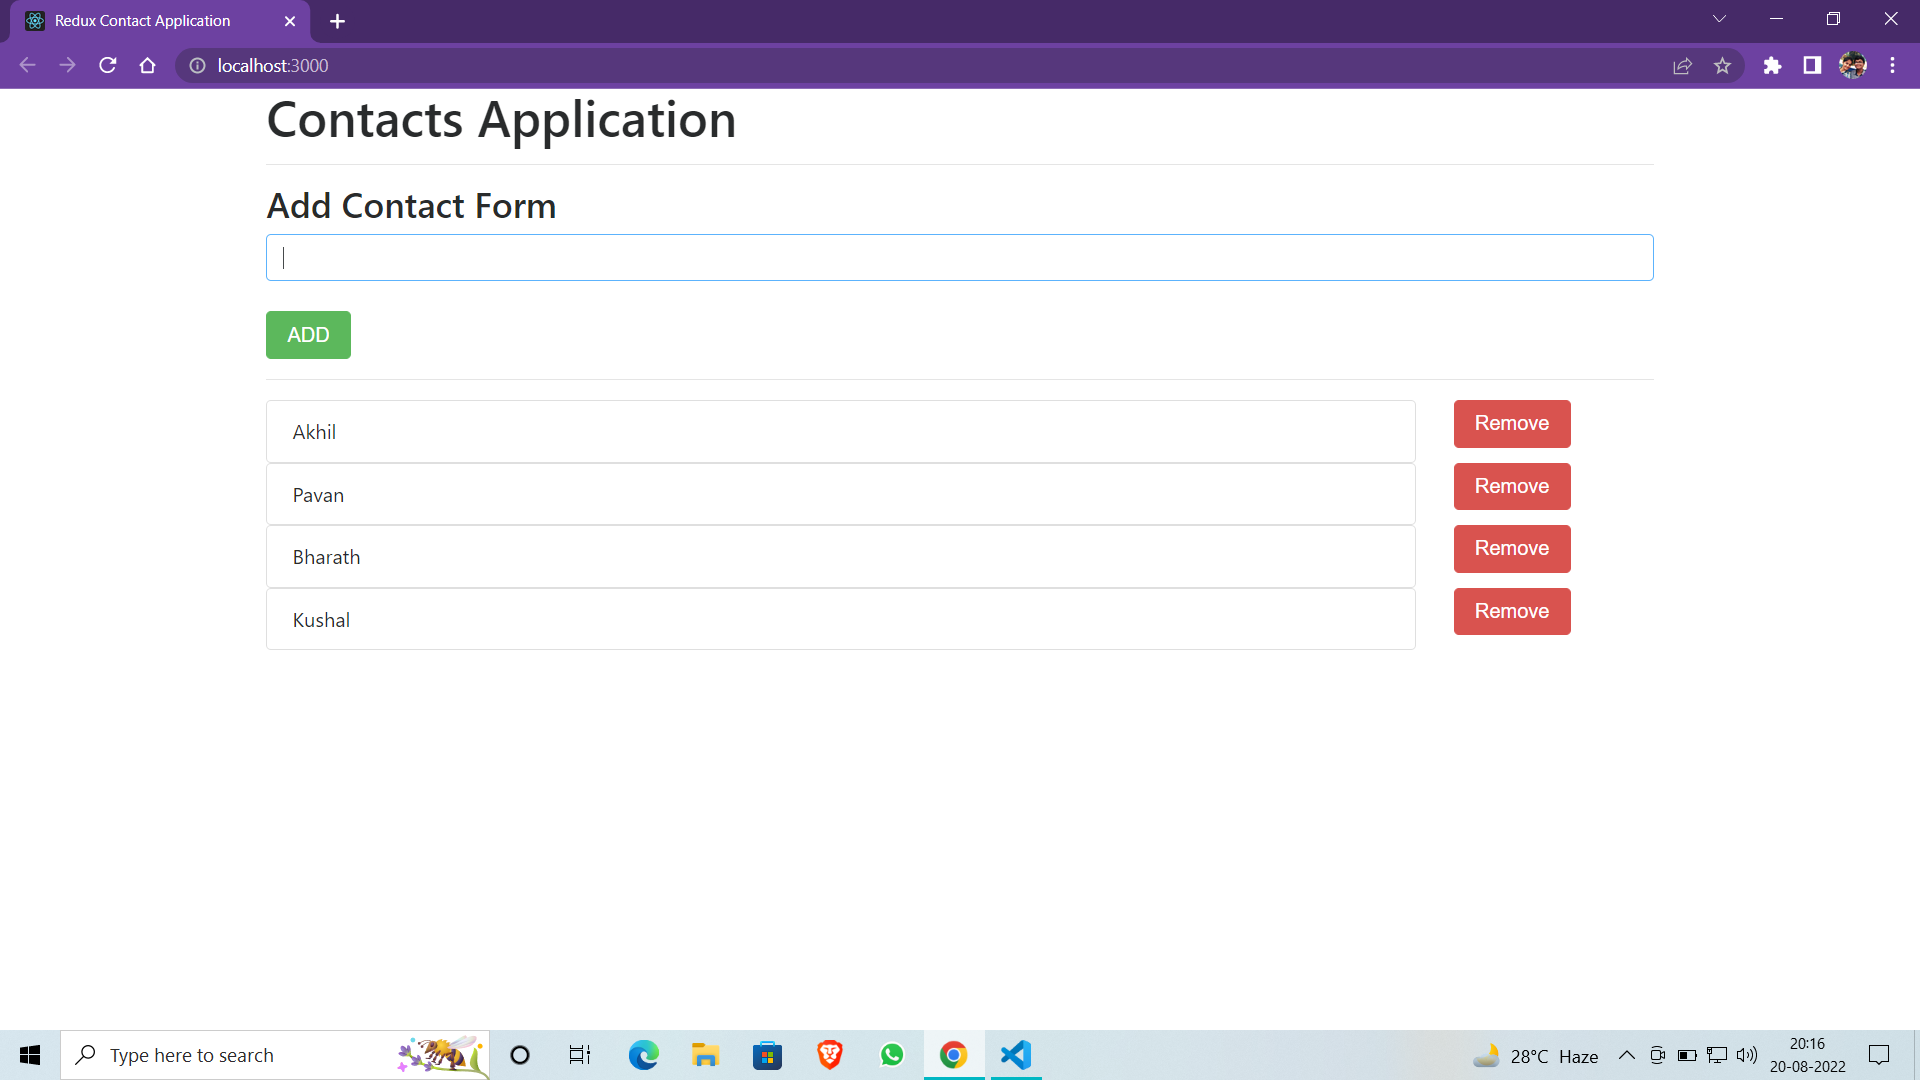 Redux Contact Application
localhost:3000
Contacts Application
Add Contact Form
ADD
Akhil Remove
Pavan Remove
Bharath Remove
Kushal Remove
Type here to search
28°C Haze
20:16
20-08-2022